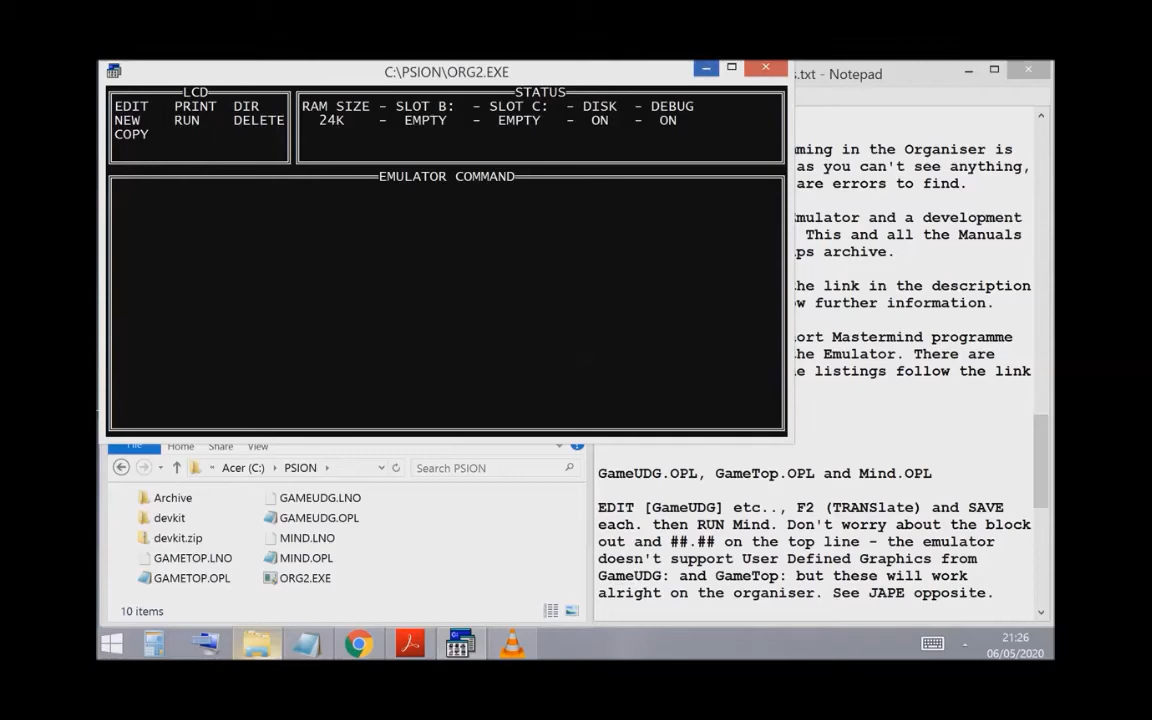 C:\PSION\ORG2.EXE
s.txt - Notepad
LCD
EDIT PRINT DIR
NEW RUN DELETE
COPY
STATUS
RAM SIZE - SLOT B: - SLOT C: - DISK - DEBUG
24K - EMPTY - EMPTY - ON - ON
EMULATOR COMMAND
ming in the Organiser is
as you can't see anything,
are errors to find.
mulator and a development
This and all the Manuals
ps archive.
he link in the description
w further information.
ort Mastermind programme
he Emulator. There are
e listings follow the link
GameUDG.OPL, GameTop.OPL and Mind.OPL
EDIT [GameUDG] etc.., F2 (TRANSlate) and SAVE
each. then RUN Mind. Don't worry about the block
out and ##.## on the top line - the emulator
doesn't support User Defined Graphics from
GameUDG: and GameTop: but these will work
alright on the organiser. See JAPE opposite.
File Home Share View
Acer (C:) PSION
Search PSION
Archive
devkit
devkit.zip
GAMETOP.LNO
GAMETOP.OPL
GAMEUDG.LNO
GAMEUDG.OPL
MIND.LNO
MIND.OPL
ORG2.EXE
10 items
21:26
06/05/2020